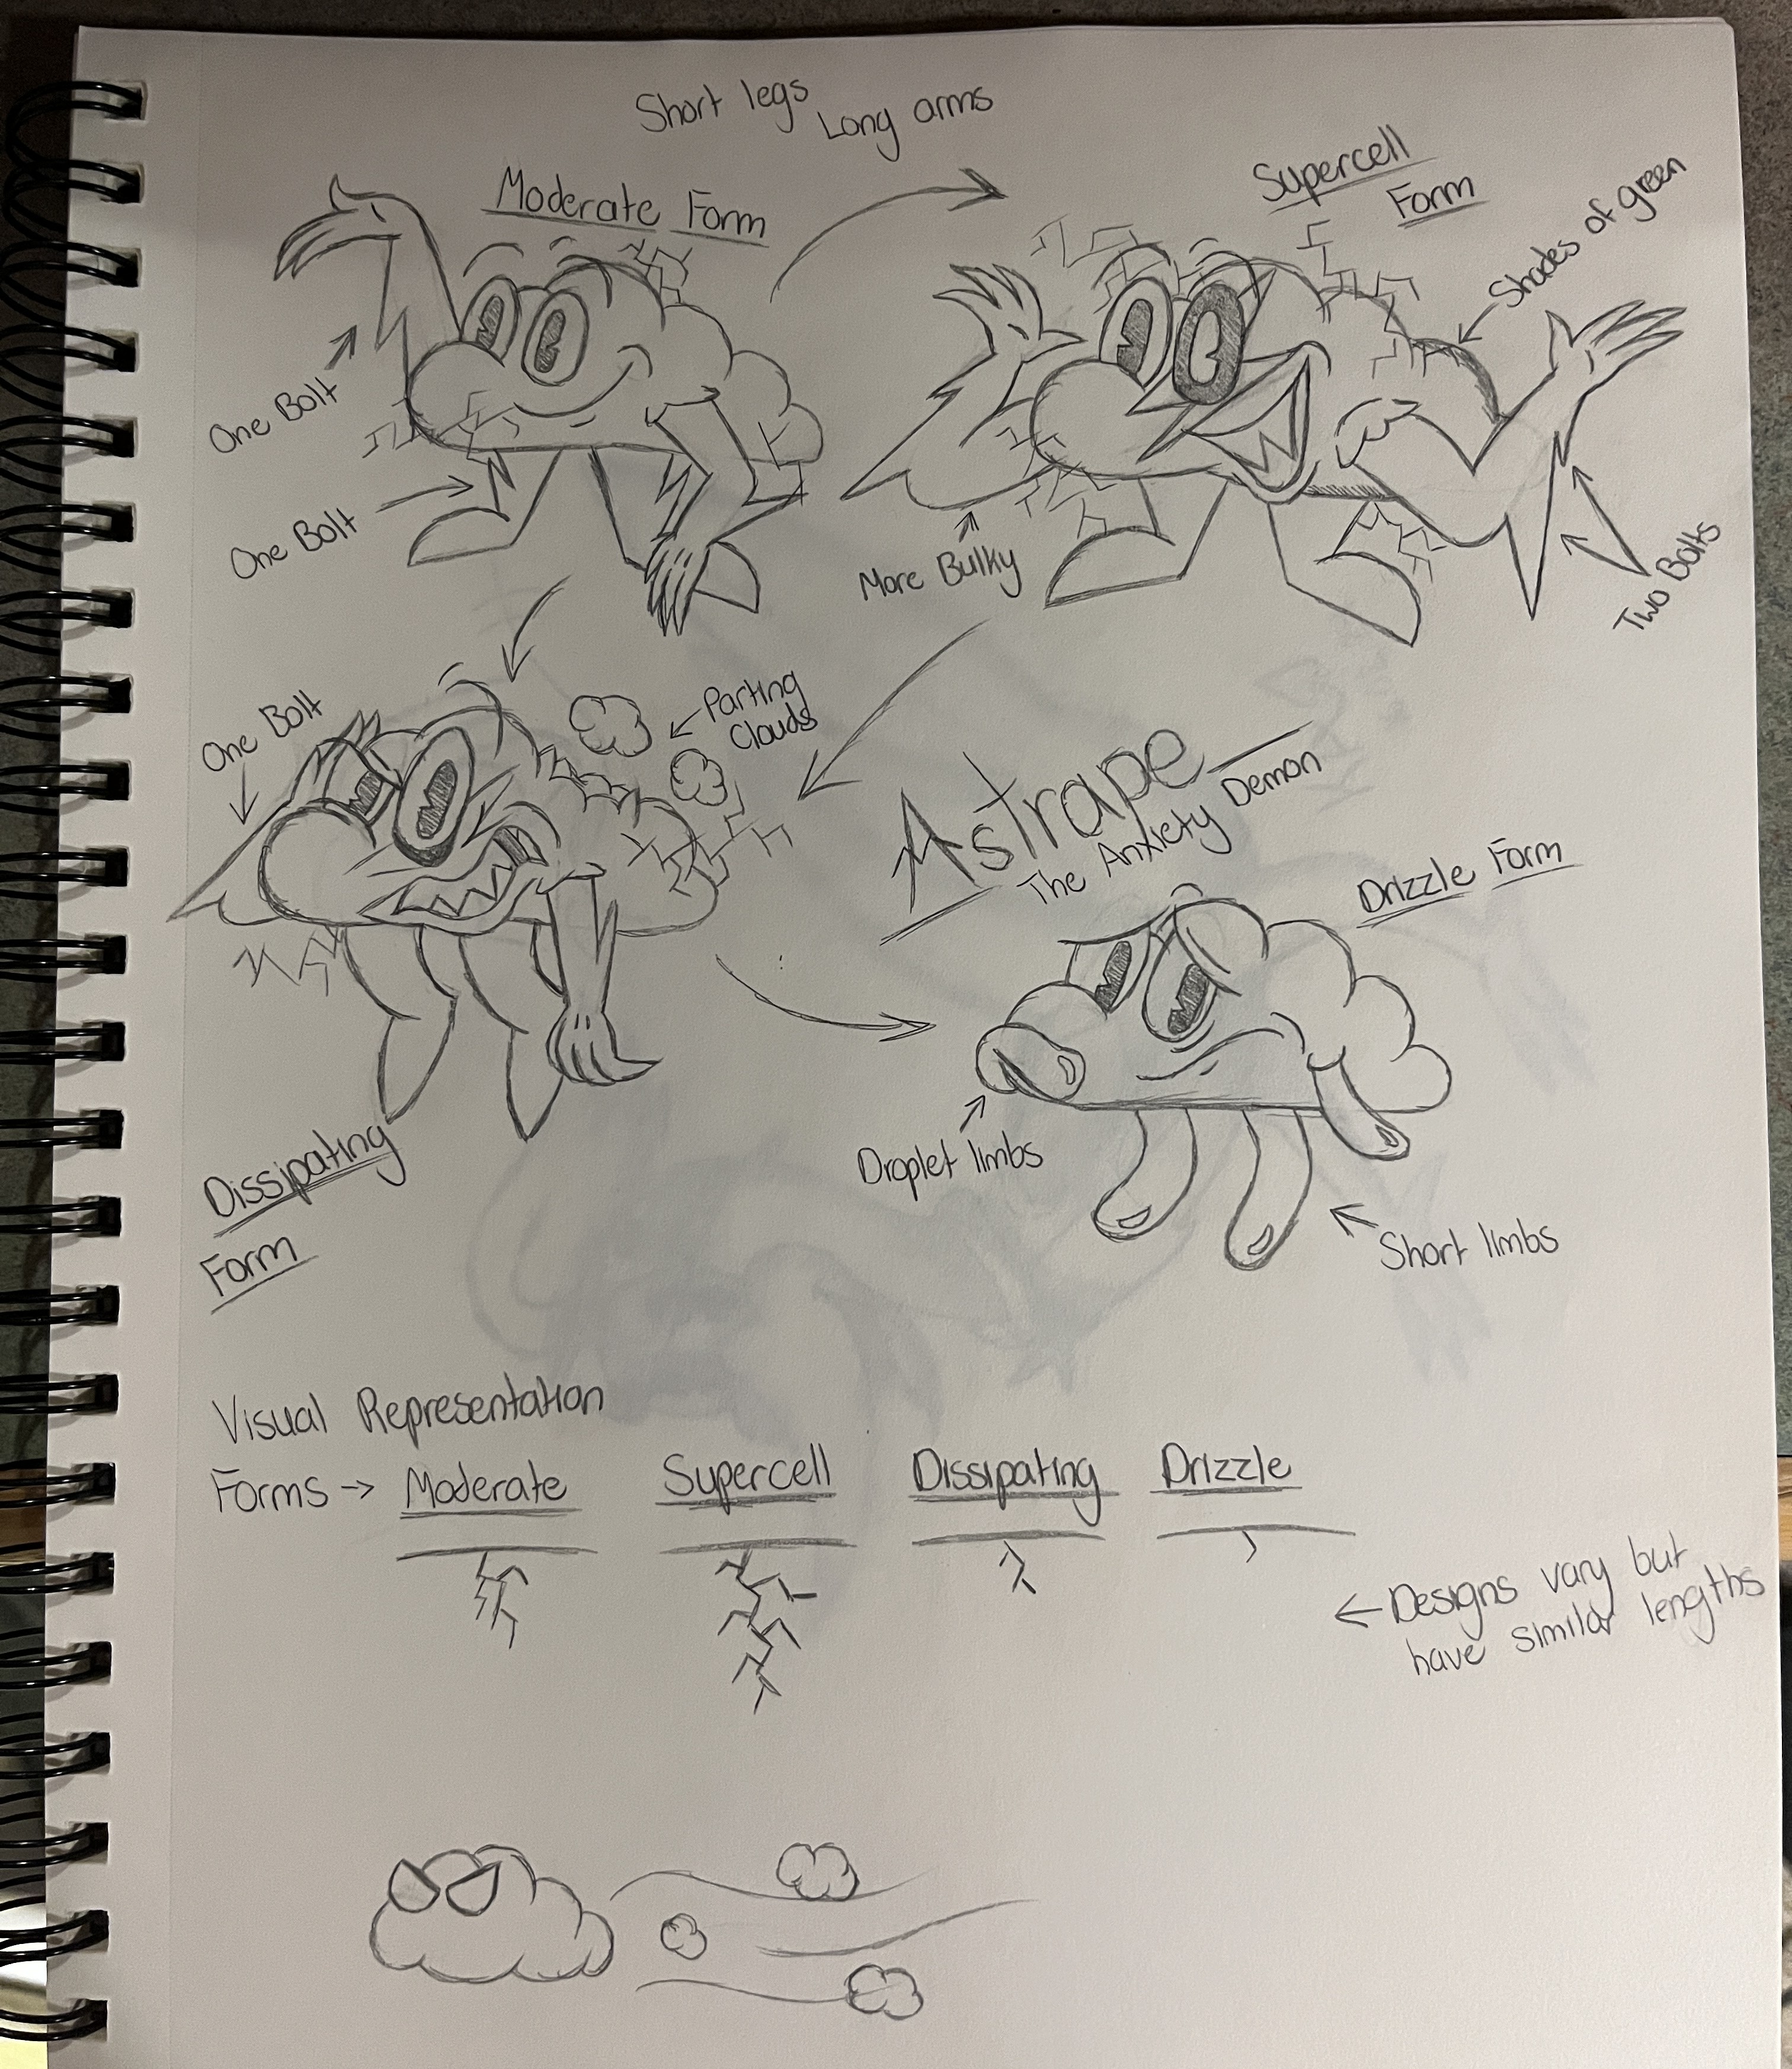 Short legs
Long arms
Moderate Form
Supercell
Form
Shades of green
One Bolt
One Bolt
More Bulky
Two Bolts
One Bolt
Parting
Clouds
Astrape
The Anxiety Demon
Drizzle Form
Droplet limbs
Short limbs
Dissipating
Form
Visual Representation
Forms → Moderate Supercell Dissipating Drizzle
← Designs vary but
have similar lengths